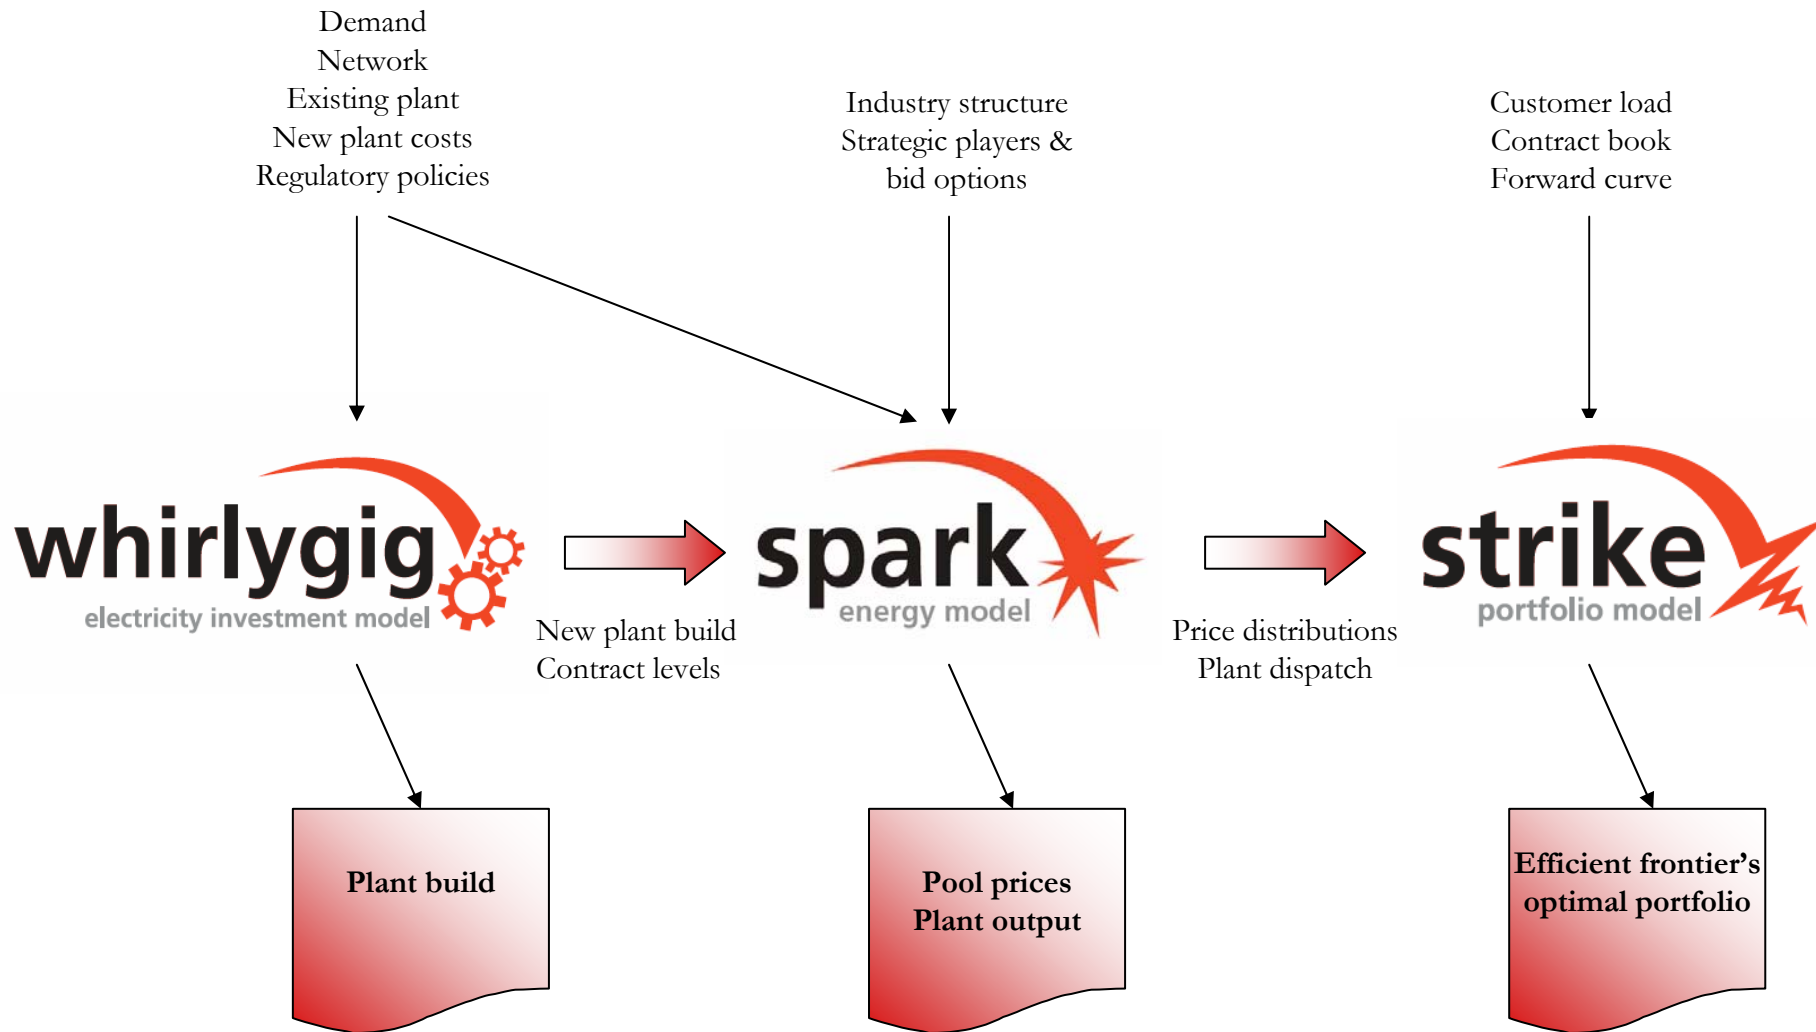 Demand
Network
Existing plant
New plant costs
Regulatory policies
Industry structure
Strategic players &
bid options
Customer load
Contract book
Forward curve
whirlygig
electricity investment model
New plant build
Contract levels
spark
energy model
Price distributions
Plant dispatch
strike
portfolio model
Plant build
Pool prices
Plant output
Efficient frontier’s
optimal portfolio